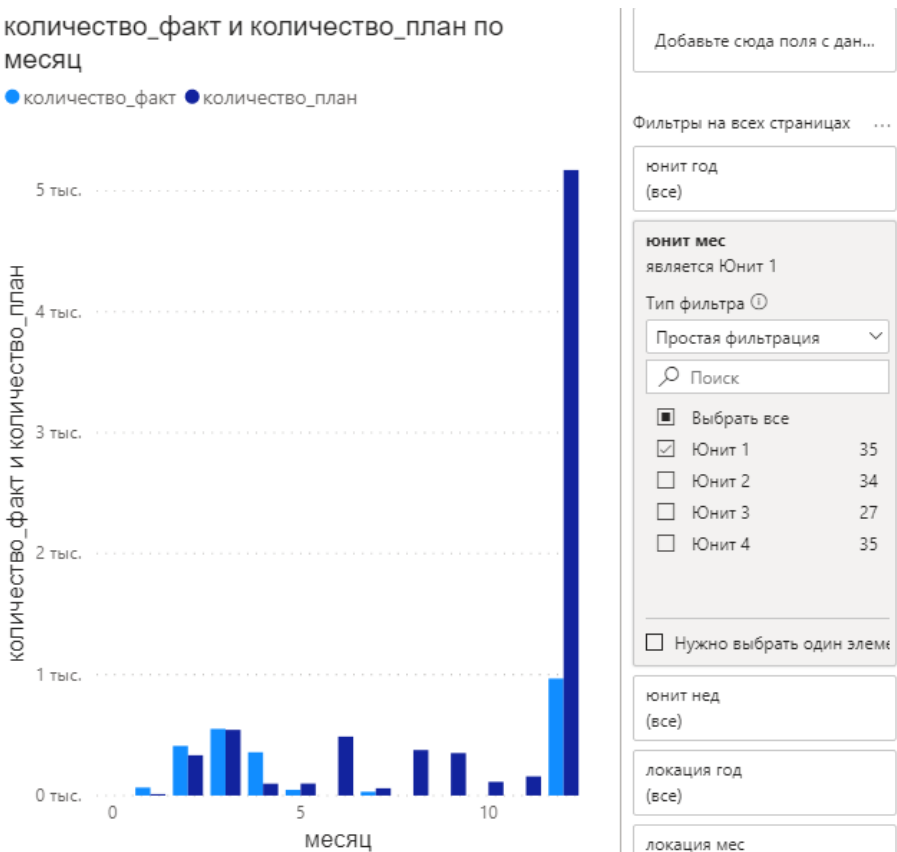 количество_факт и количество_план по
месяц
количество_факт количество_план
5 тыс.
4 тыс.
3 тыс.
2 тыс.
1 тыс.
0 тыс.
количество_факт и количество_план
0 5 10
месяц
Добавьте сюда поля с дан...
Фильтры на всех страницах ...
юнит год
(все)
юнит мес
является Юнит 1
Тип фильтра
Простая фильтрация
Поиск
Выбрать все
Юнит 1 35
Юнит 2 34
Юнит 3 27
Юнит 4 35
Нужно выбрать один элеме
юнит нед
(все)
локация год
(все)
локация мес